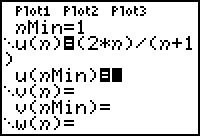 Plot1 Plot2 Plot3
nMin=1
u(n)=(2*n)/(n+1
)
u(nMin)=
v(n)=
v(nMin)=
w(n)=